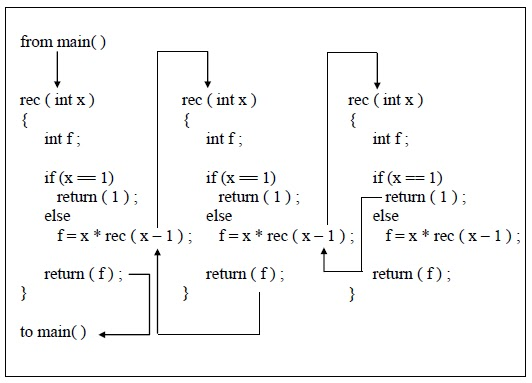 from main( )
rec ( int x )
{
int f ;
if (x == 1)
return ( 1 ) ;
else
f = x * rec ( x – 1 ) ;
return ( f ) ;
}
to main( )
rec ( int x )
{
int f ;
if (x == 1)
return ( 1 ) ;
else
f = x * rec ( x – 1 ) ;
return ( f ) ;
}
rec ( int x )
{
int f ;
if (x == 1)
return ( 1 ) ;
else
f = x * rec ( x – 1 ) ;
return ( f ) ;
}